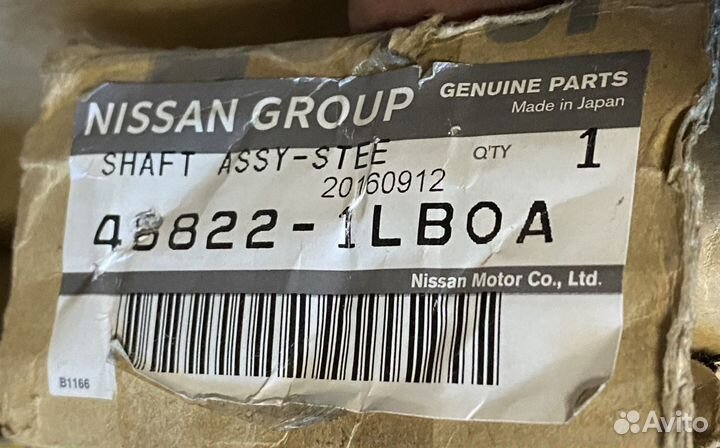 NISSAN GROUP
GENUINE PARTS
Made in Japan
SHAFT ASSY-STEE
Q'TY 1
20160912
48822-1LB0A
Nissan Motor Co., Ltd.
B1166
Avito